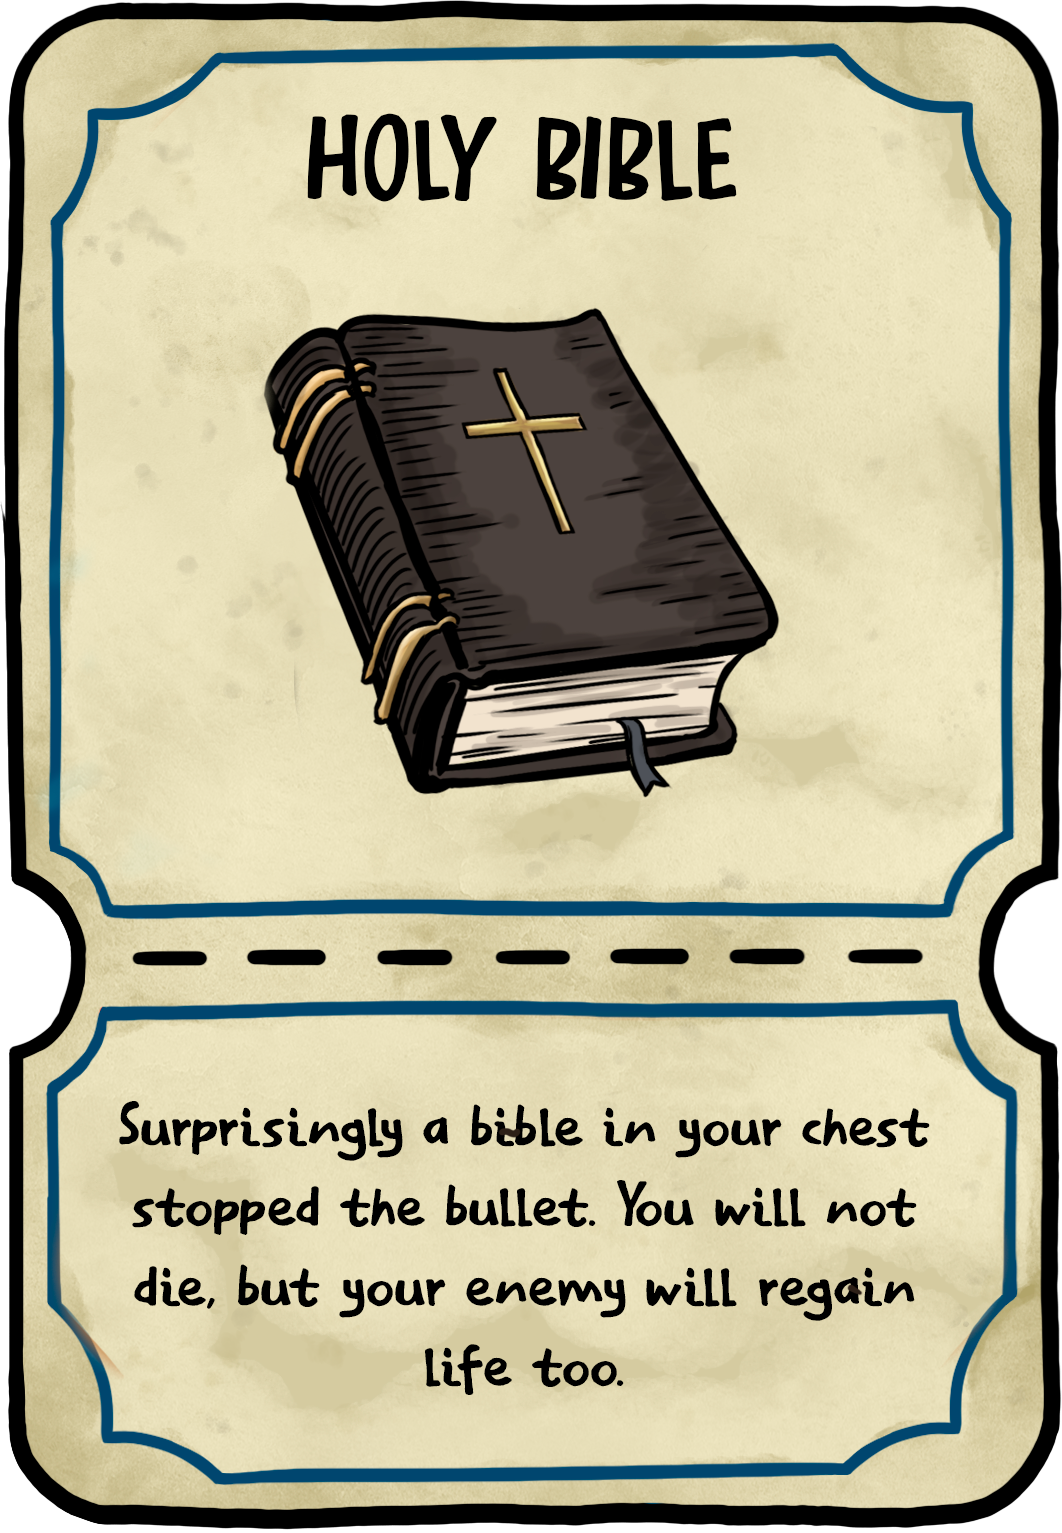 HOLY BIBLE
Surprisingly a bible in your chest
stopped the bullet. You will not
die, but your enemy will regain
life too.